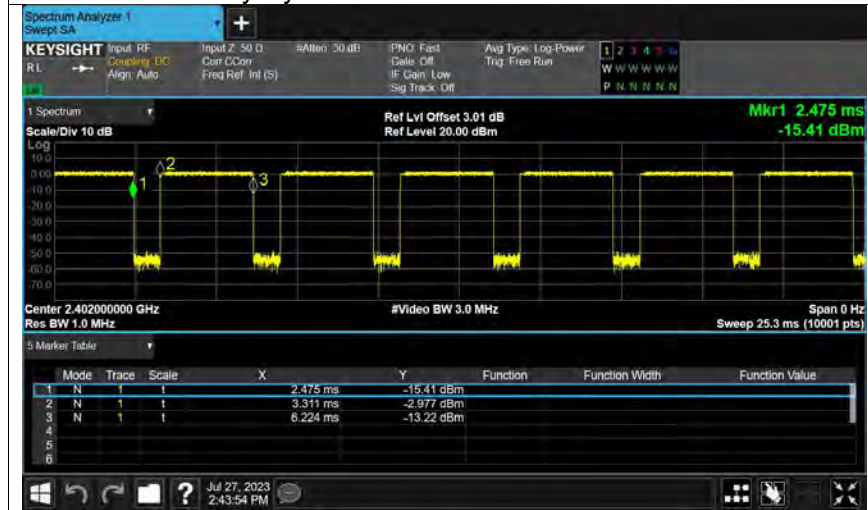 Spectrum Analyzer 1
Swept SA
+
KEYSIGHT Input: RF Input Z: 50 Ω #Atten: 30 dB PNO: Fast Avg Type: Log-Power 1 2 3 4 5 6
RL Coupling: DC Corr CCorr Gate: Off Trig: Free Run W W W W W W
Align: Auto Freq Ref: Int (S) IF Gain: Low P N N N N N
Sig Track: Off
1 Spectrum Ref Lvl Offset 3.01 dB Mkr1 2.475 ms
Scale/Div 10 dB Ref Level 20.00 dBm -15.41 dBm
Log
10.0
0.00
-10.0
-20.0
-30.0
-40.0
-50.0
-60.0
-70.0
1
2
3
Center 2.402000000 GHz #Video BW 3.0 MHz Span 0 Hz
Res BW 1.0 MHz Sweep 25.3 ms (10001 pts)
5 Marker Table
Mode Trace Scale X Y Function Function Width Function Value
1 N 1 t 2.475 ms -15.41 dBm
2 N 1 t 3.311 ms -2.977 dBm
3 N 1 t 6.224 ms -13.22 dBm
4
5
6
? Jul 27, 2023
2:43:54 PM